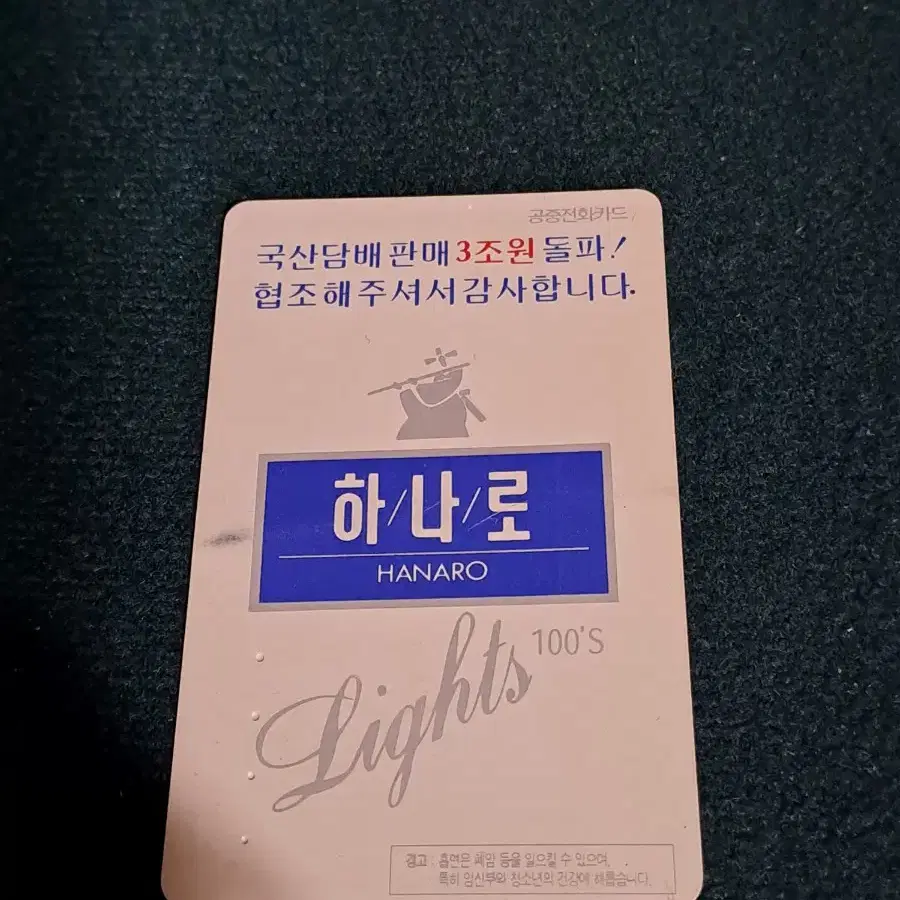 공중전화카드
국산담배 판매 3조원 돌파!
협조해주셔서감사합니다.
하/나/로
HANARO
Lights 100'S
경고 : 흡연은 폐암 등을 일으킬 수 있으며,
특히 임신부와 청소년의 건강에 해롭습니다.